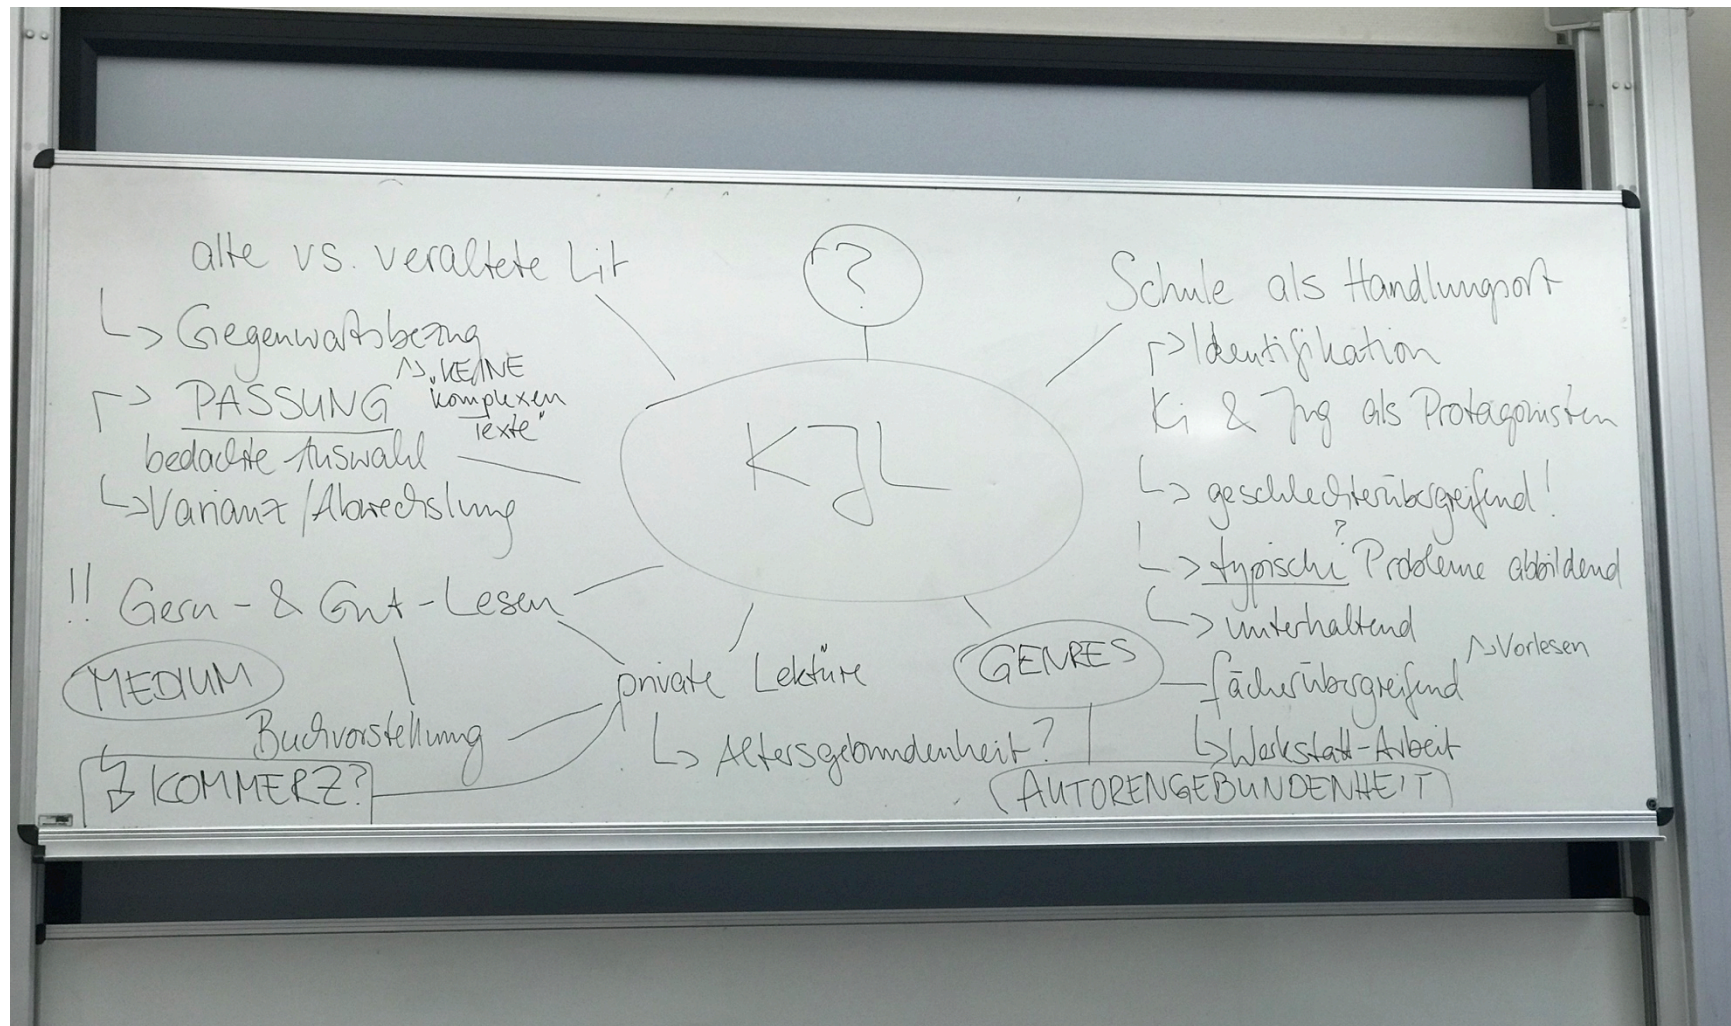 alte vs. veraltete Lit
↳ Gegenwartsbezug
PASSUNG
"KEINE
komplexen
Texte"
bedachte Auswahl
↳ Varianz/Abwechslung
!! Gern- & Gut-Lesen
MEDIUM
Buchvorstellung
KOMMERZ?
?
KJL
private Lektüre
↳ Altersgebundenheit?
GENRES
AUTORENGEBUNDENHEIT
Schule als Handlungsort
Identifikation
Ki & Jug als Protagonisten
↳ geschlechterübergreifend!
?
↳ typische Probleme abbildend
↳ unterhaltend
Vorlesen
fächerübergreifend
↳ Werkstatt-Arbeit